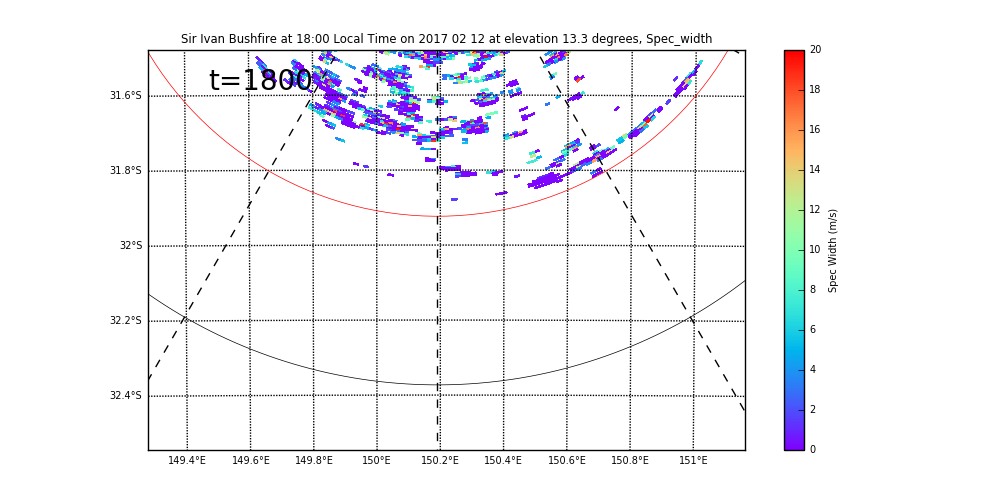 Sir Ivan Bushfire at 18:00 Local Time on 2017 02 12 at elevation 13.3 degrees, Spec_width
t=1800
31.6°S
31.8°S
32°S
32.2°S
32.4°S
149.4°E 149.6°E 149.8°E 150°E 150.2°E 150.4°E 150.6°E 150.8°E 151°E
20
18
16
14
12
10
8
6
4
2
0
Spec Width (m/s)